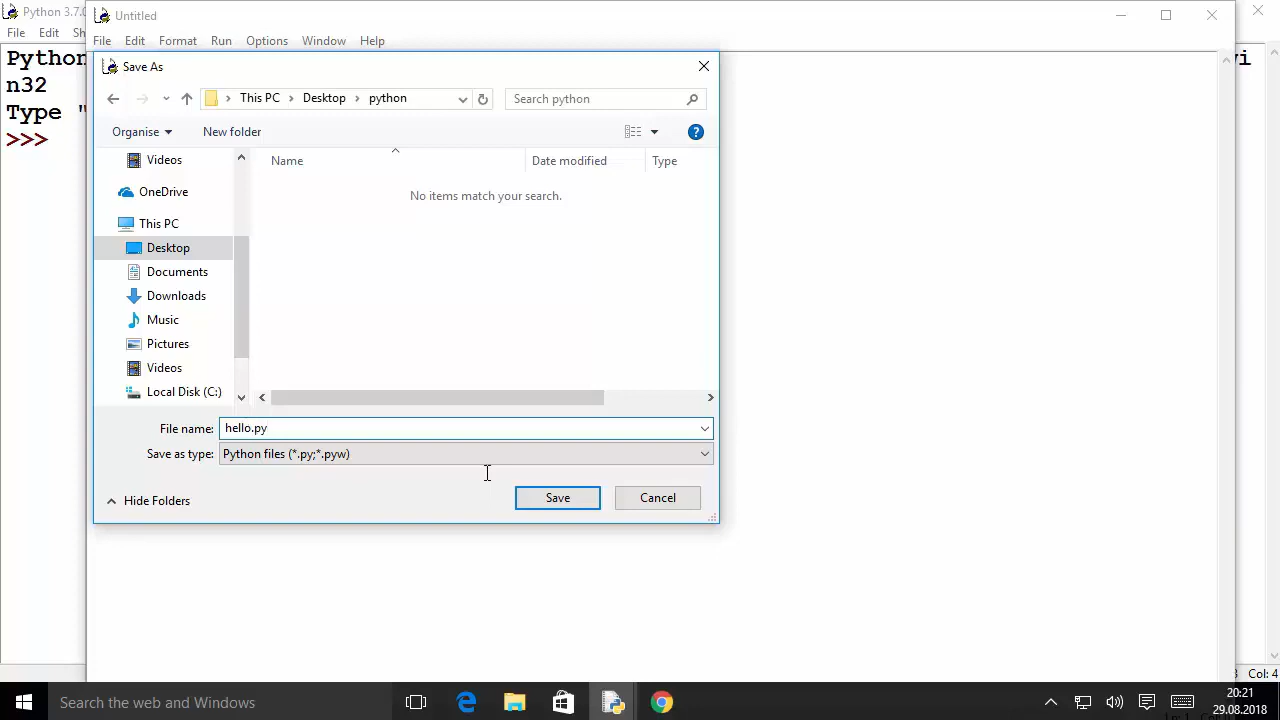 Python 3.7.0
Untitled
File Edit Sh
File Edit Format Run Options Window Help
Python
vi
n32
Type "
>>>
Save As
This PC
Desktop
python
Search python
Organise
New folder
Name
Date modified
Type
No items match your search.
Videos
OneDrive
This PC
Desktop
Documents
Downloads
Music
Pictures
Videos
Local Disk (C:)
File name: hello.py
Save as type: Python files (*.py;*.pyw)
Hide Folders
Save
Cancel
Col: 4
Search the web and Windows
20:21
29.08.2018